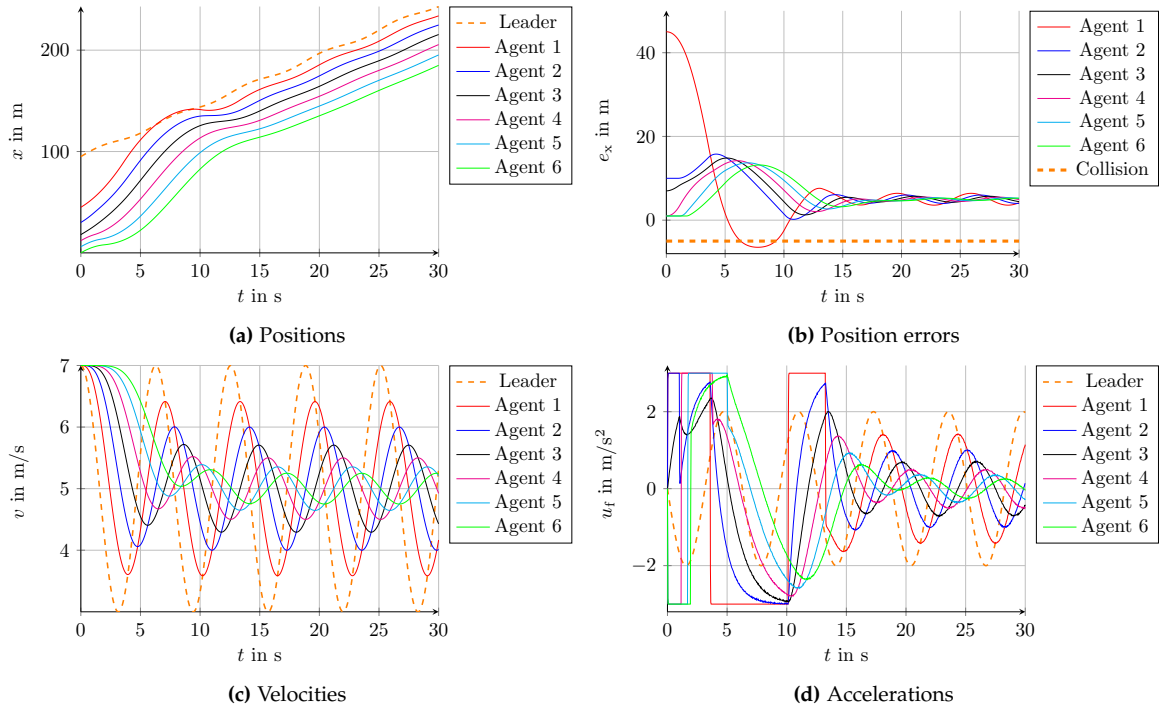 x in m
200
100
0
5
10
15
20
25
30
t in s
Leader
Agent 1
Agent 2
Agent 3
Agent 4
Agent 5
Agent 6
(a) Positions
e_x in m
40
20
0
0
5
10
15
20
25
30
t in s
Agent 1
Agent 2
Agent 3
Agent 4
Agent 5
Agent 6
Collision
(b) Position errors
v in m/s
7
6
5
4
0
5
10
15
20
25
30
t in s
Leader
Agent 1
Agent 2
Agent 3
Agent 4
Agent 5
Agent 6
(c) Velocities
u_f in m/s²
2
0
−2
0
5
10
15
20
25
30
t in s
Leader
Agent 1
Agent 2
Agent 3
Agent 4
Agent 5
Agent 6
(d) Accelerations